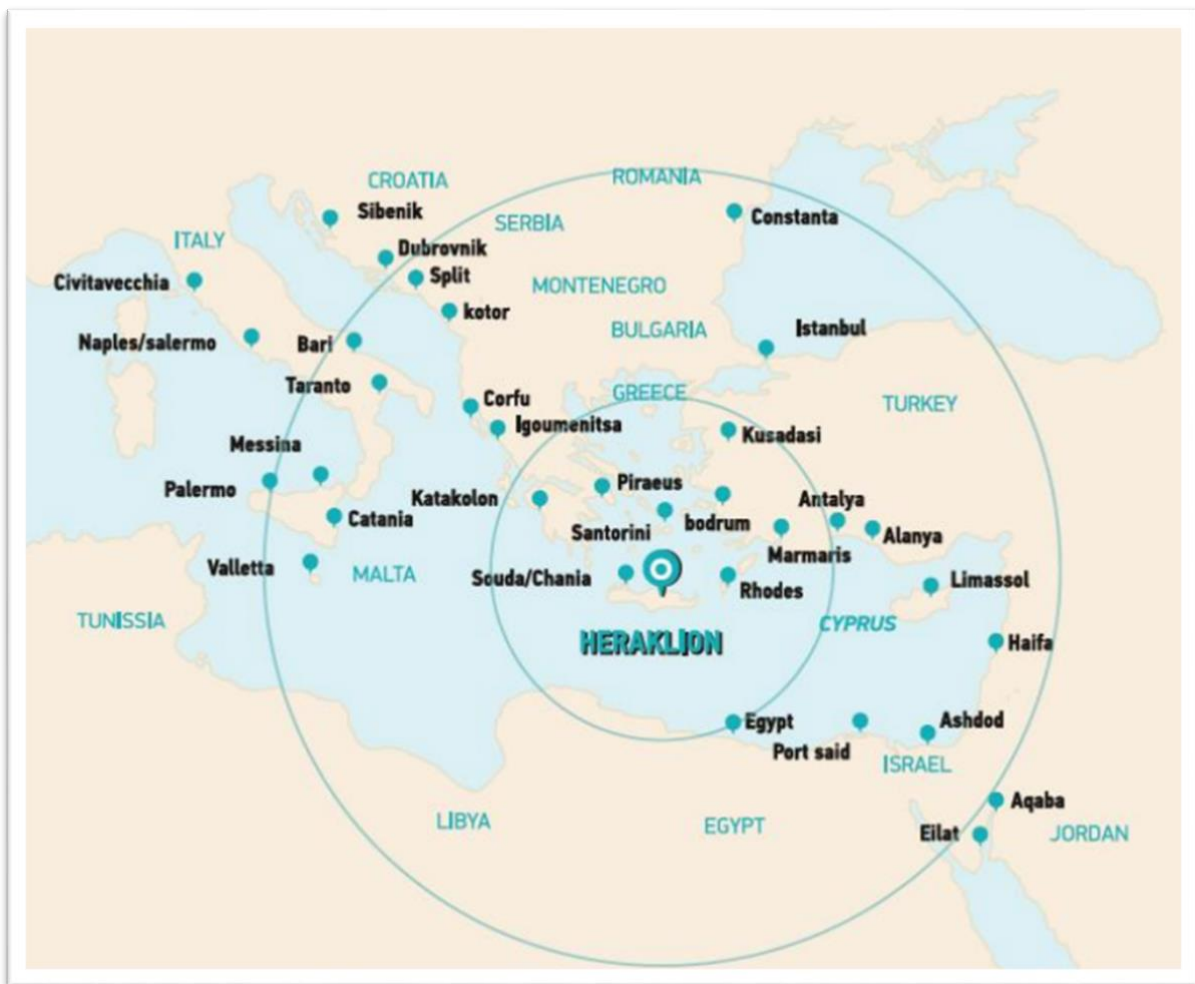 ROMANIA
CROATIA
Sibenik
Constanta
SERBIA
ITALY
Dubrovnik
Split
Civitavecchia
MONTENEGRO
kotor
BULGARIA
Istanbul
Naples/salermo
Bari
Taranto
GREECE
Corfu
TURKEY
Igoumenitsa
Kusadasi
Messina
Piraeus
Palermo
Katakolon
Antalya
Catania
Santorini
bodrum
Alanya
Marmaris
Valletta
MALTA
Souda/Chania
Limassol
Rhodes
TUNISSIA
CYPRUS
HERAKLION
Haifa
Egypt
Ashdod
Port said
ISRAEL
Aqaba
LIBYA
EGYPT
Eilat
JORDAN